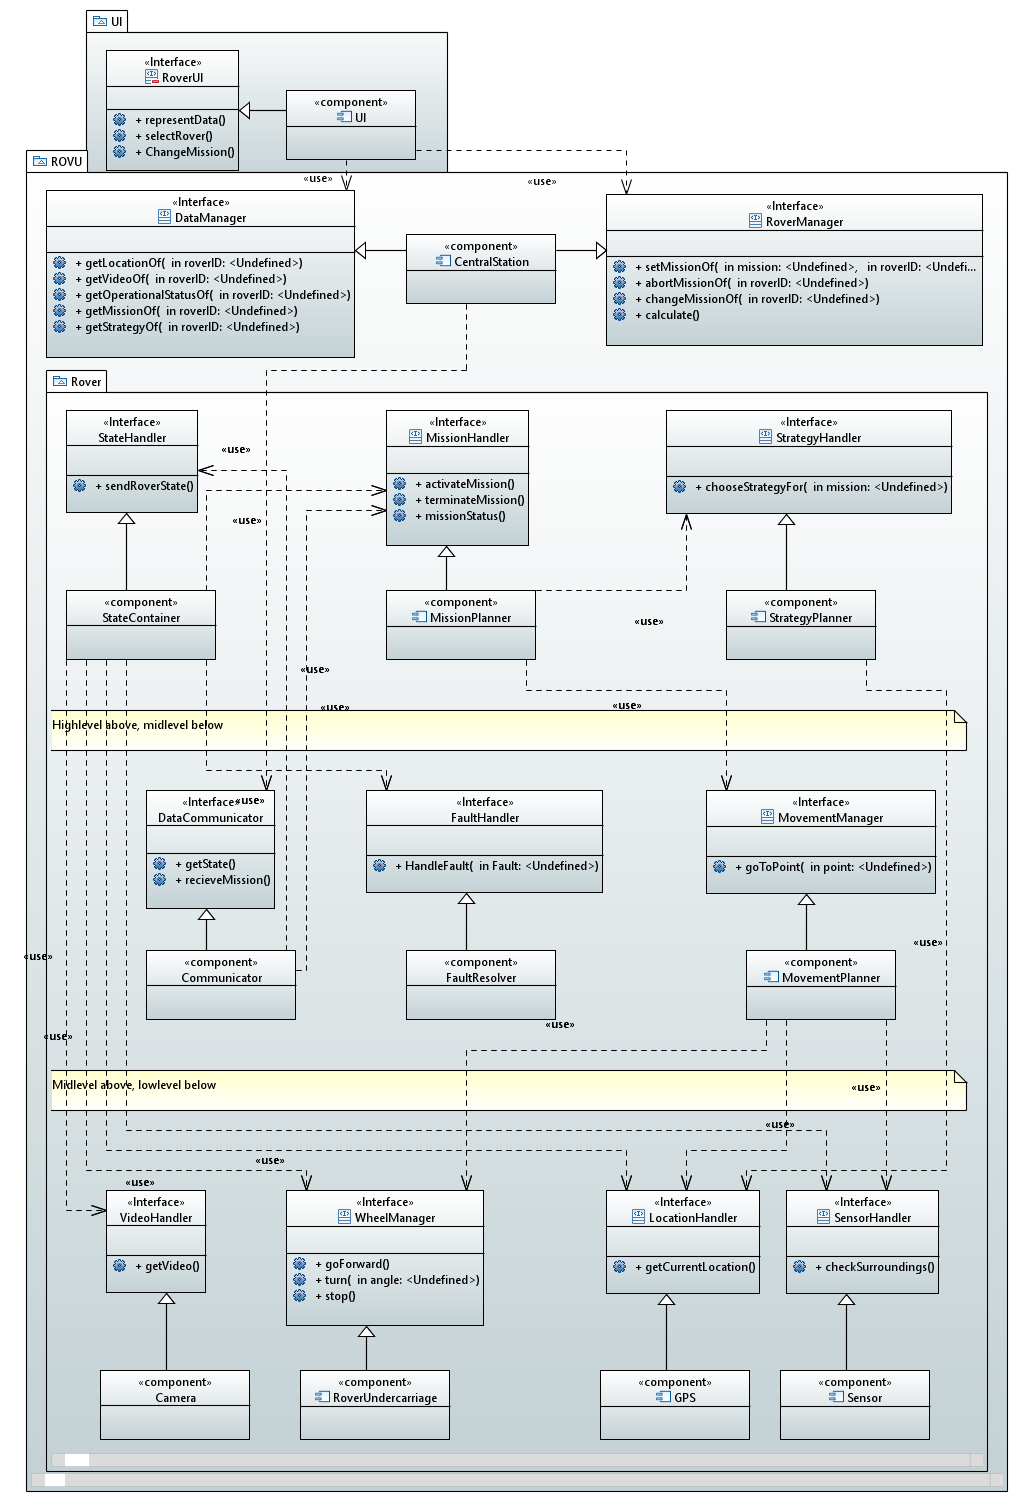 UI
«Interface»
RoverUI
+ representData()
+ selectRover()
+ ChangeMission()
«component»
UI
ROVU
«use»
«use»
«Interface»
DataManager
+ getLocationOf( in roverID: <Undefined>)
+ getVideoOf( in roverID: <Undefined>)
+ getOperationalStatusOf( in roverID: <Undefined>)
+ getMissionOf( in roverID: <Undefined>)
+ getStrategyOf( in roverID: <Undefined>)
«component»
CentralStation
«Interface»
RoverManager
+ setMissionOf( in mission: <Undefined>, in roverID: <Undefi...
+ abortMissionOf( in roverID: <Undefined>)
+ changeMissionOf( in roverID: <Undefined>)
+ calculate()
Rover
«Interface»
StateHandler
+ sendRoverState()
«use»
«use»
«Interface»
MissionHandler
+ activateMission()
+ terminateMission()
+ missionStatus()
«Interface»
StrategyHandler
+ chooseStrategyFor( in mission: <Undefined>)
«component»
StateContainer
«component»
MissionPlanner
«use»
«component»
StrategyPlanner
«use»
«use»
«use»
Highlevel above, midlevel below
«Interface»
DataCommunicator
+ getState()
+ recieveMission()
«use»
«Interface»
FaultHandler
+ HandleFault( in Fault: <Undefined>)
«Interface»
MovementManager
+ goToPoint( in point: <Undefined>)
«use»
«use»
«component»
Communicator
«component»
FaultResolver
«component»
MovementPlanner
«use»
«use»
Midlevel above, lowlevel below
«use»
«use»
«use»
«use»
«Interface»
VideoHandler
+ getVideo()
«Interface»
WheelManager
+ goForward()
+ turn( in angle: <Undefined>)
+ stop()
«Interface»
LocationHandler
+ getCurrentLocation()
«Interface»
SensorHandler
+ checkSurroundings()
«component»
Camera
«component»
RoverUndercarriage
«component»
GPS
«component»
Sensor